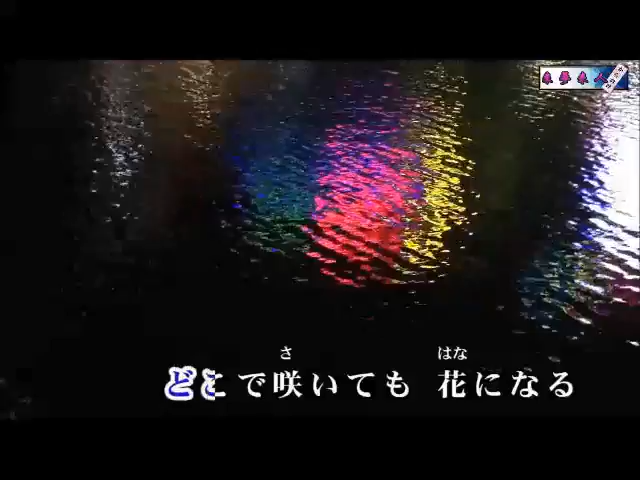 さ はな
どこで咲いても 花になる